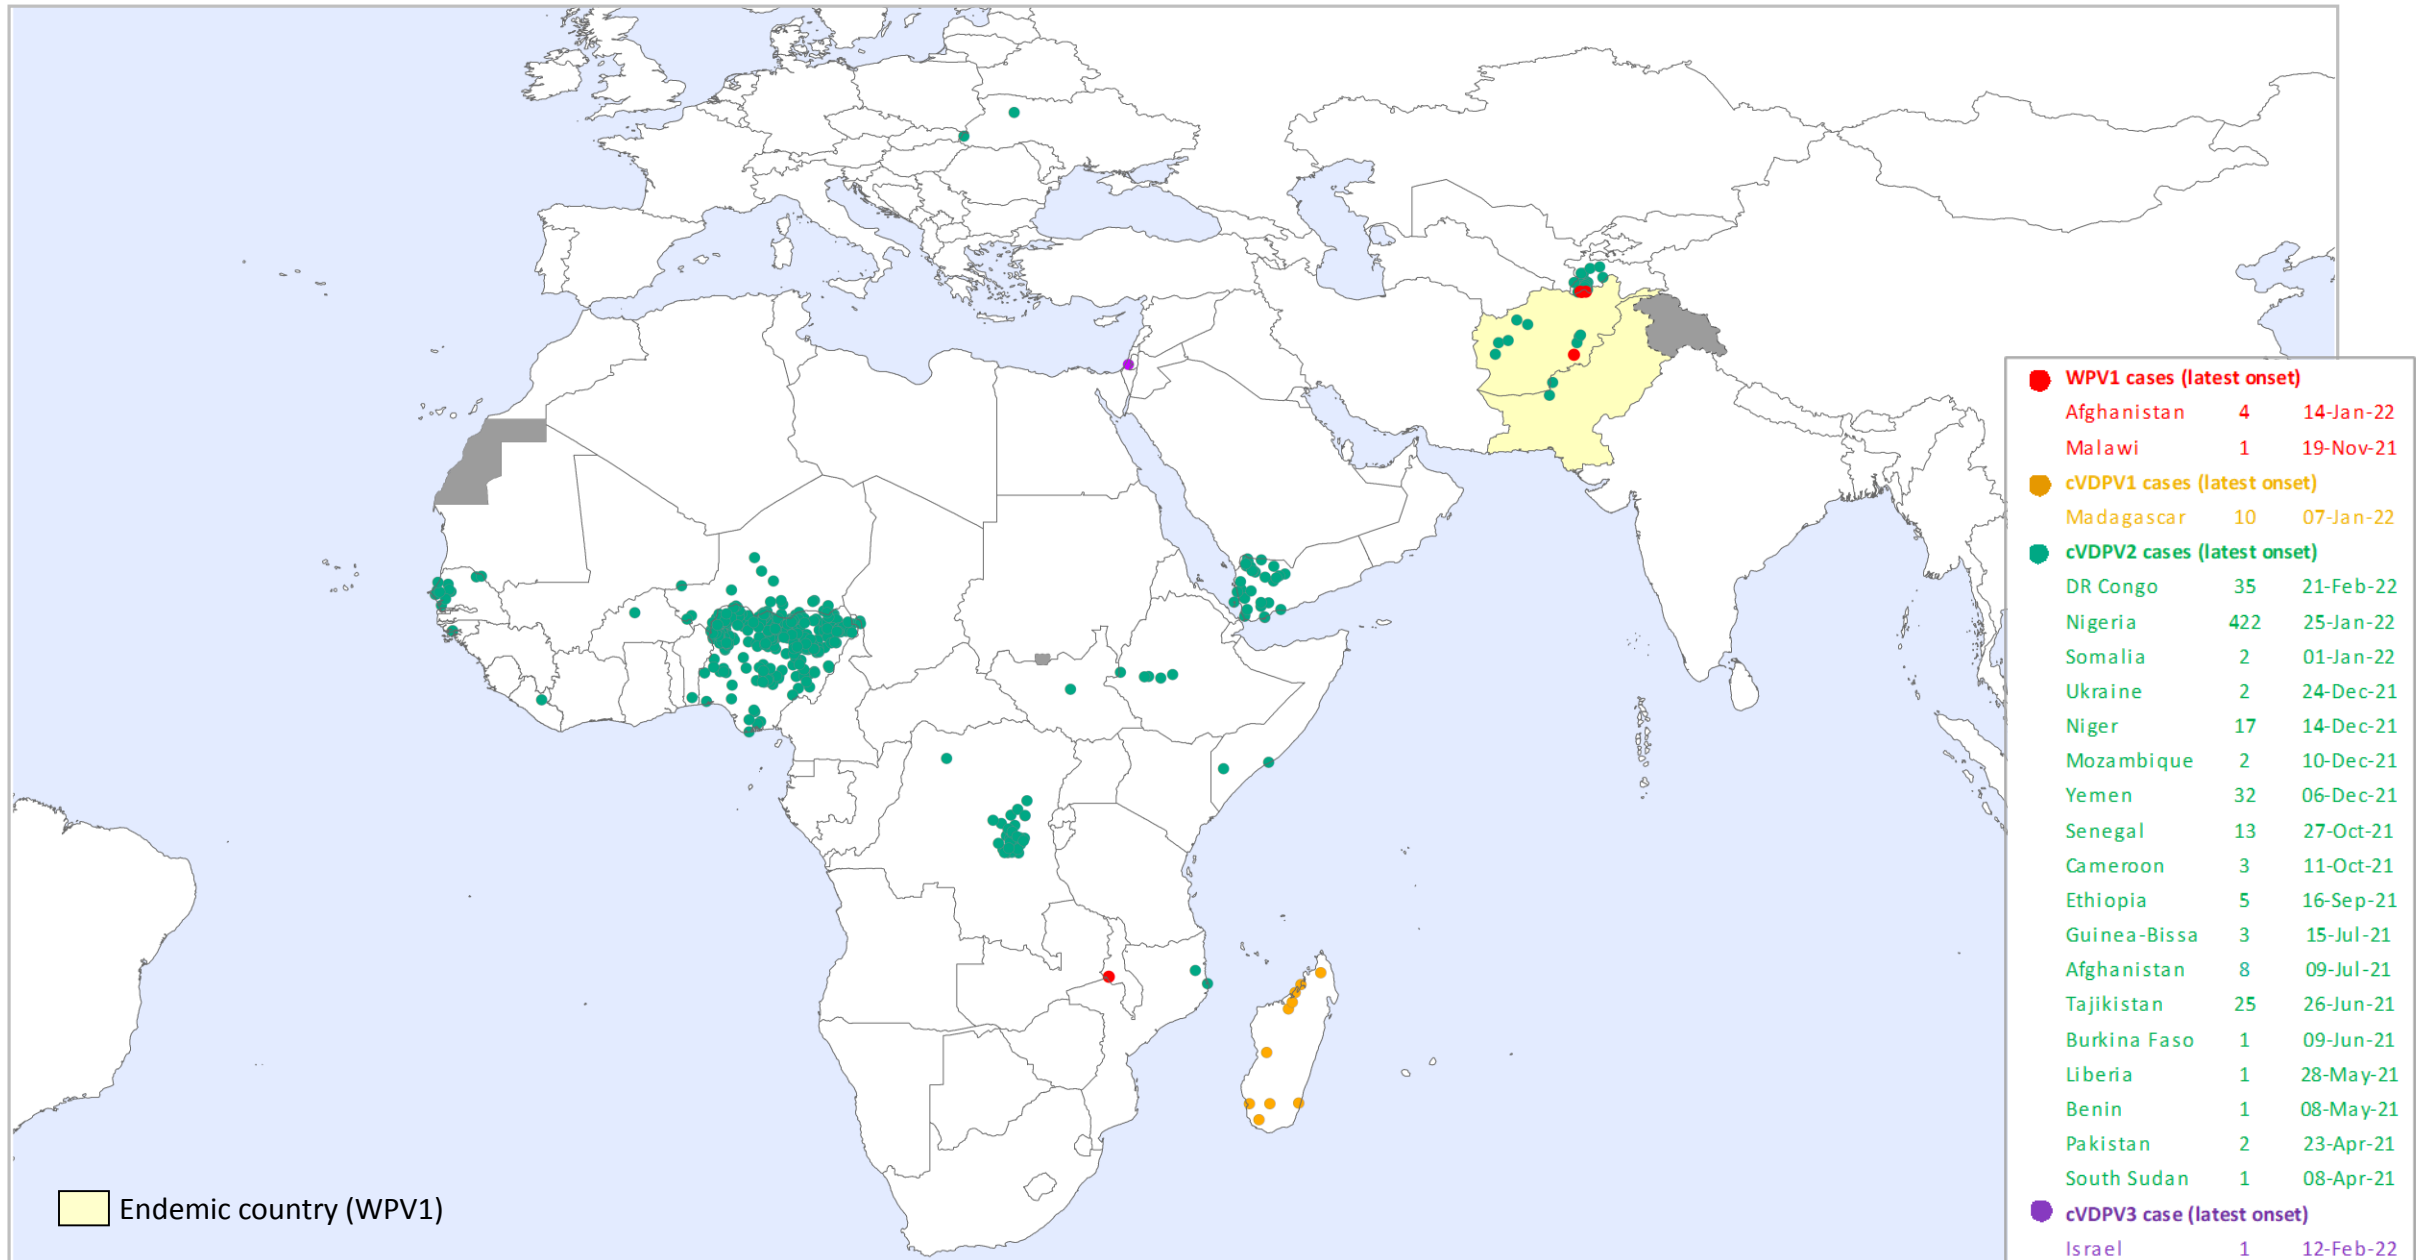 WPV1 cases (latest onset)
Afghanistan 4 14-Jan-22
Malawi 1 19-Nov-21
cVDPV1 cases (latest onset)
Madagascar 10 07-Jan-22
cVDPV2 cases (latest onset)
DR Congo 35 21-Feb-22
Nigeria 422 25-Jan-22
Somalia 2 01-Jan-22
Ukraine 2 24-Dec-21
Niger 17 14-Dec-21
Mozambique 2 10-Dec-21
Yemen 32 06-Dec-21
Senegal 13 27-Oct-21
Cameroon 3 11-Oct-21
Ethiopia 5 16-Sep-21
Guinea-Bissa 3 15-Jul-21
Afghanistan 8 09-Jul-21
Tajikistan 25 26-Jun-21
Burkina Faso 1 09-Jun-21
Liberia 1 28-May-21
Benin 1 08-May-21
Pakistan 2 23-Apr-21
South Sudan 1 08-Apr-21
cVDPV3 case (latest onset)
Israel 1 12-Feb-22
Endemic country (WPV1)